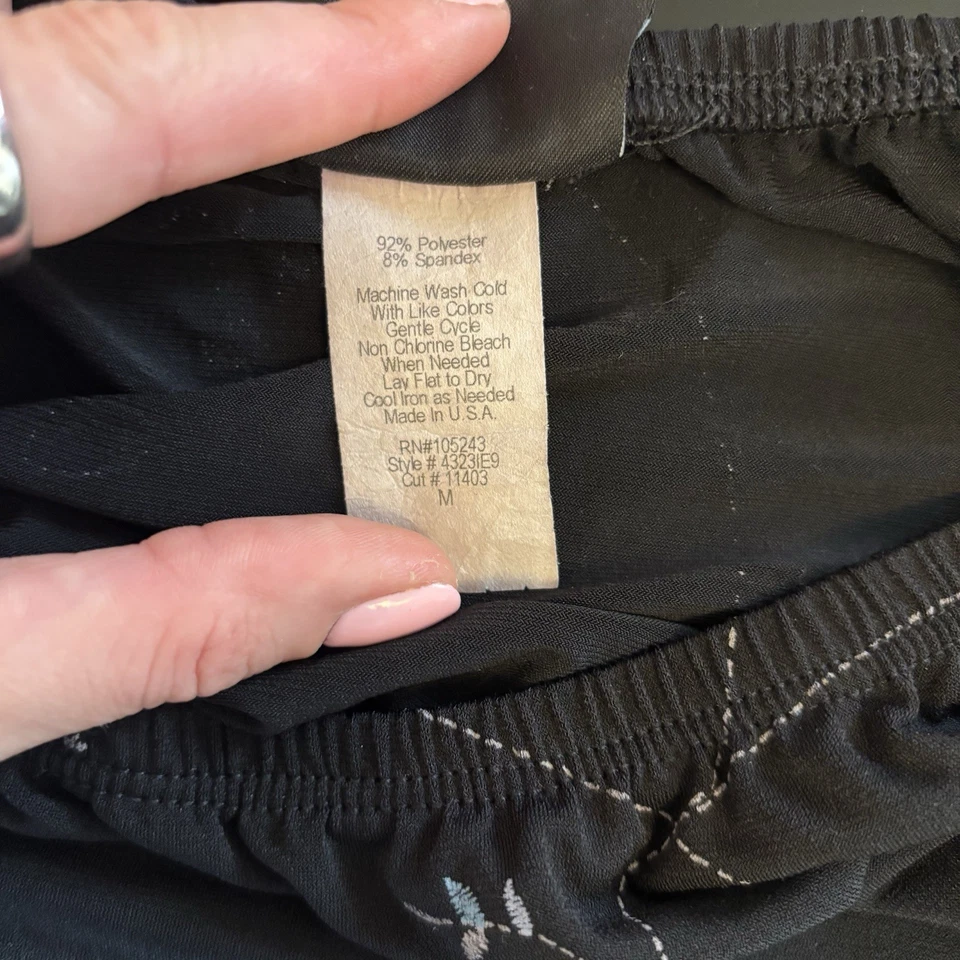 92% Polyester
8% Spandex
Machine Wash Cold
With Like Colors
Gentle Cycle
Non Chlorine Bleach
When Needed
Lay Flat to Dry
Cool Iron as Needed
Made In U.S.A.
RN#105243
Style # 4323IE9
Cut # 11403
M